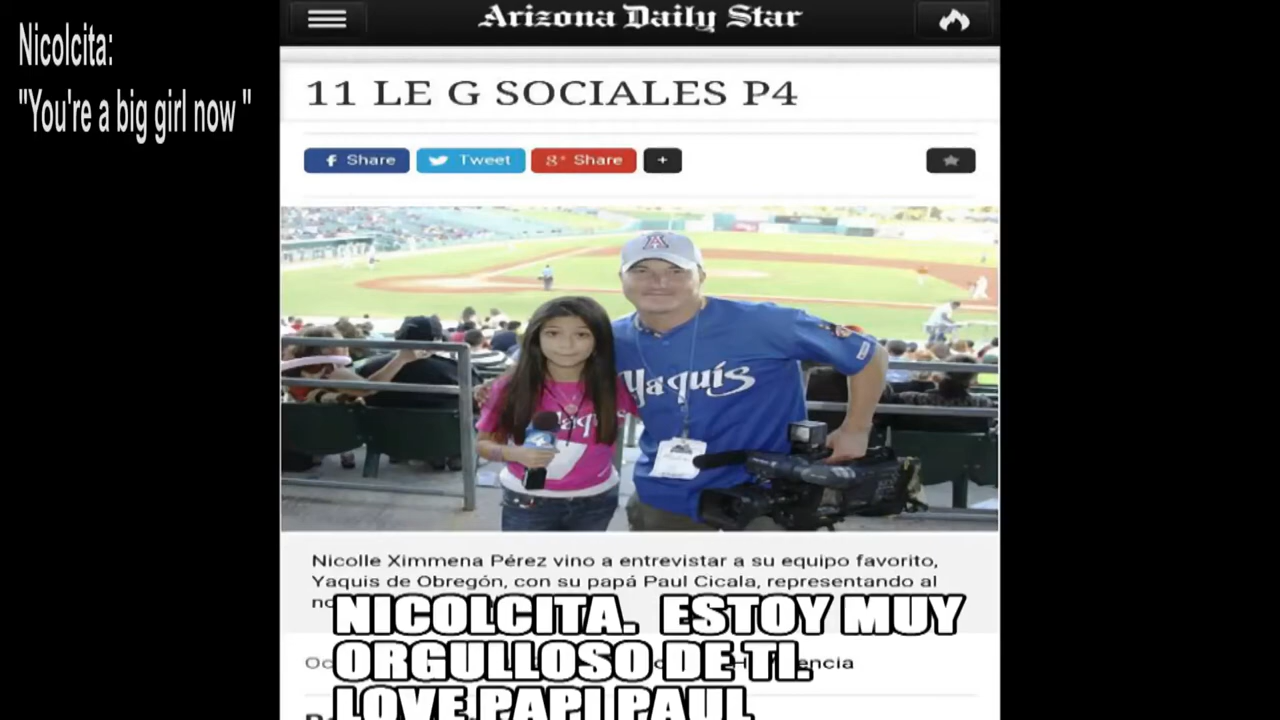 Nicolcita:
"You're a big girl now "
Arizona Daily Star
11 LE G SOCIALES P4
f Share
Tweet
g+ Share
+
A
Yaquis
4
Nicolle Ximmena Pérez vino a entrevistar a su equipo favorito,
Yaquis de Obregón, con su papá Paul Cicala, representando al
NICOLCITA. ESTOY MUY
ORGULLOSO DE TI.
LOVE PAPI PAUL